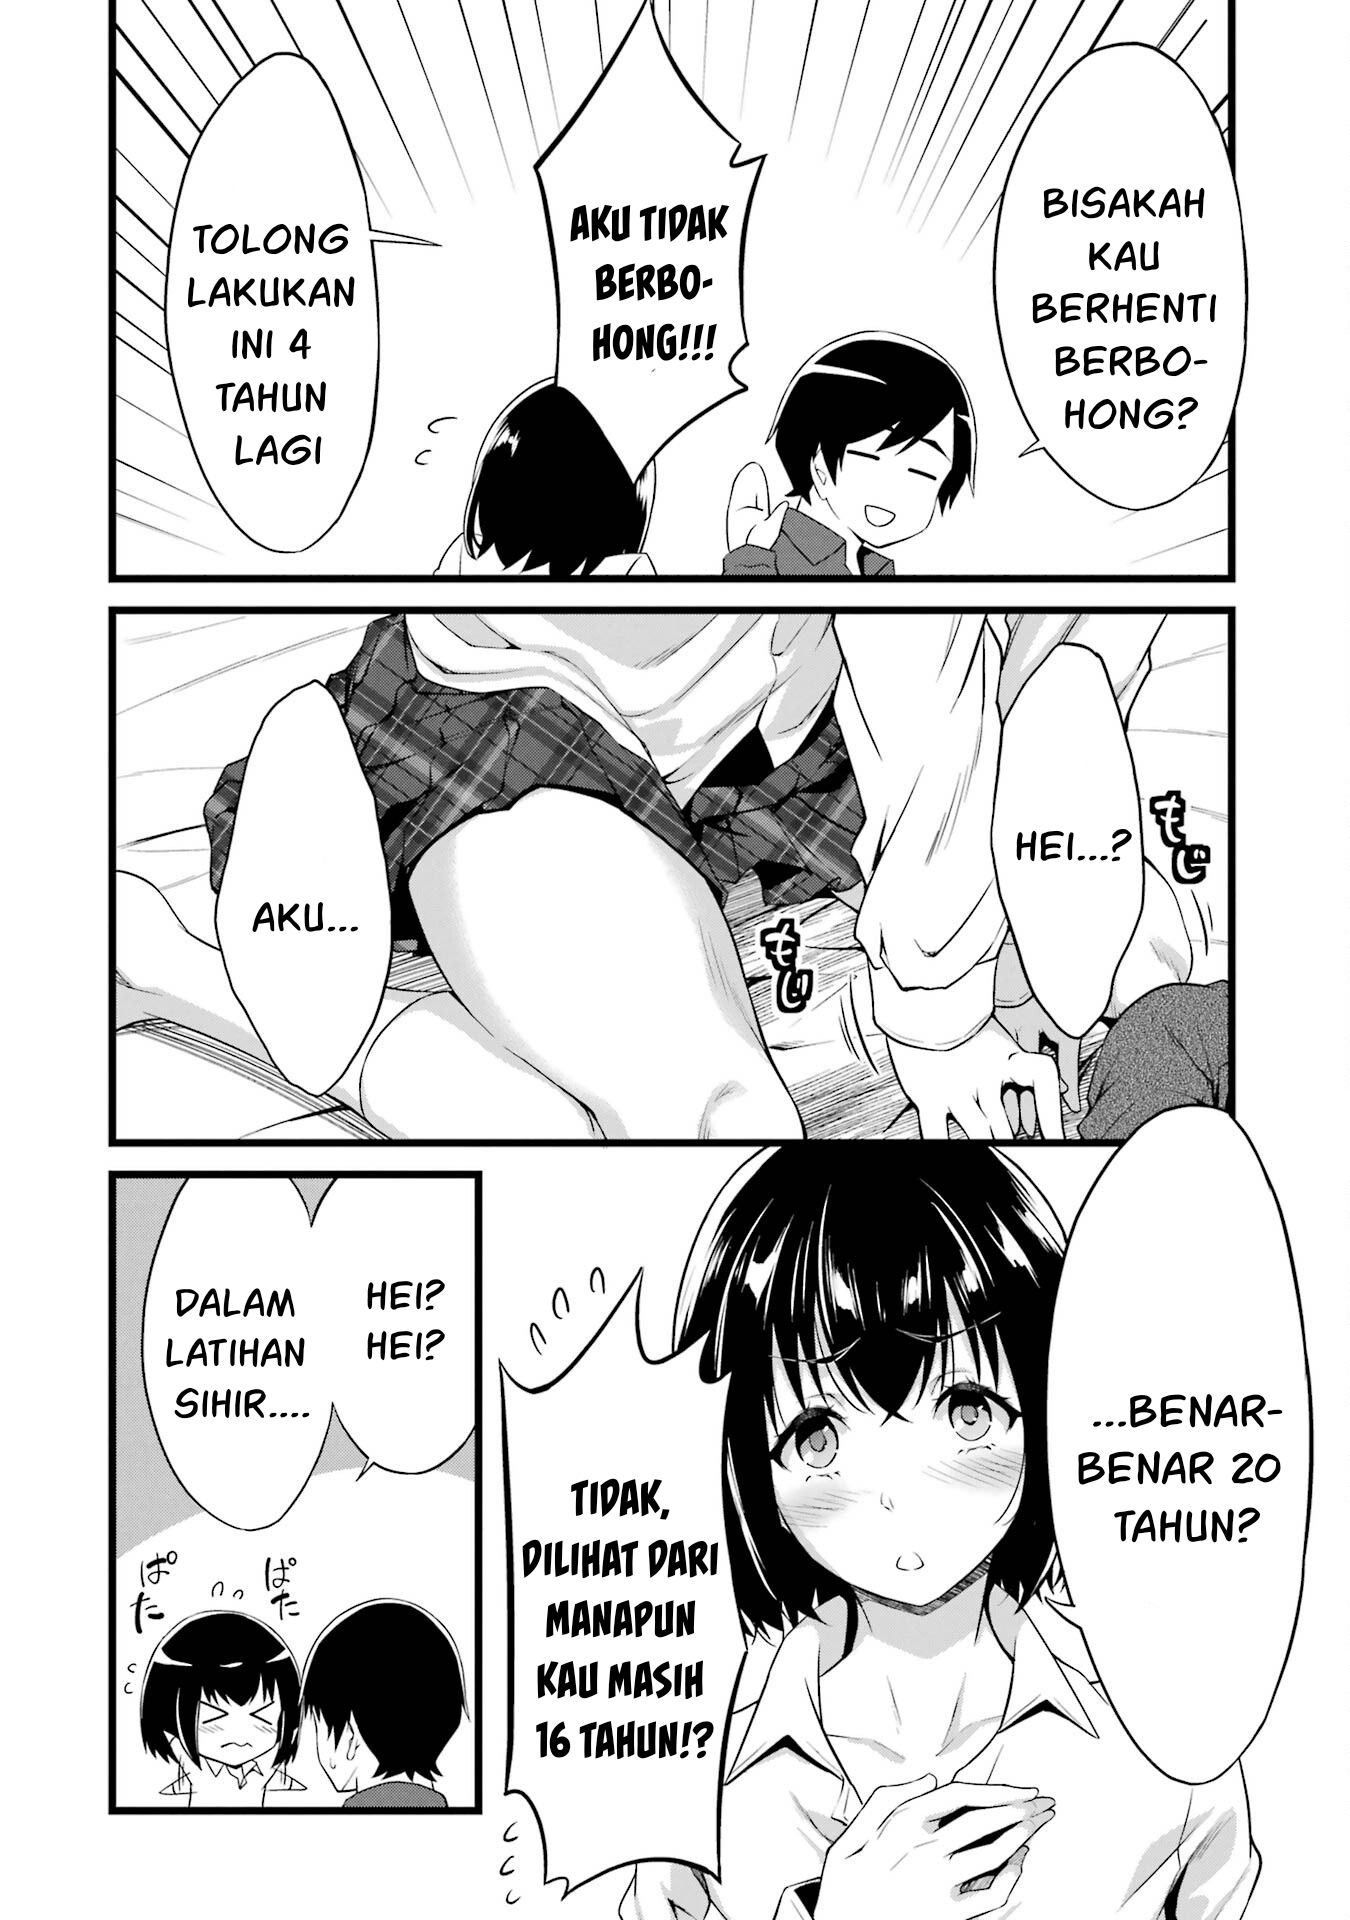 BISAKAH
KAU
BERHENTI
BERBO-
HONG?
AKU TIDAK
BERBO-
HONG!!!
TOLONG
LAKUKAN
INI 4
TAHUN
LAGI
HEI...?
もじ
もじ
AKU...
...BENAR-
BENAR 20
TAHUN?
TIDAK,
DILIHAT DARI
MANAPUN
KAU MASIH
16 TAHUN!?
HEI?
HEI?
DALAM
LATIHAN
SIHIR....
ぱた
ぱた